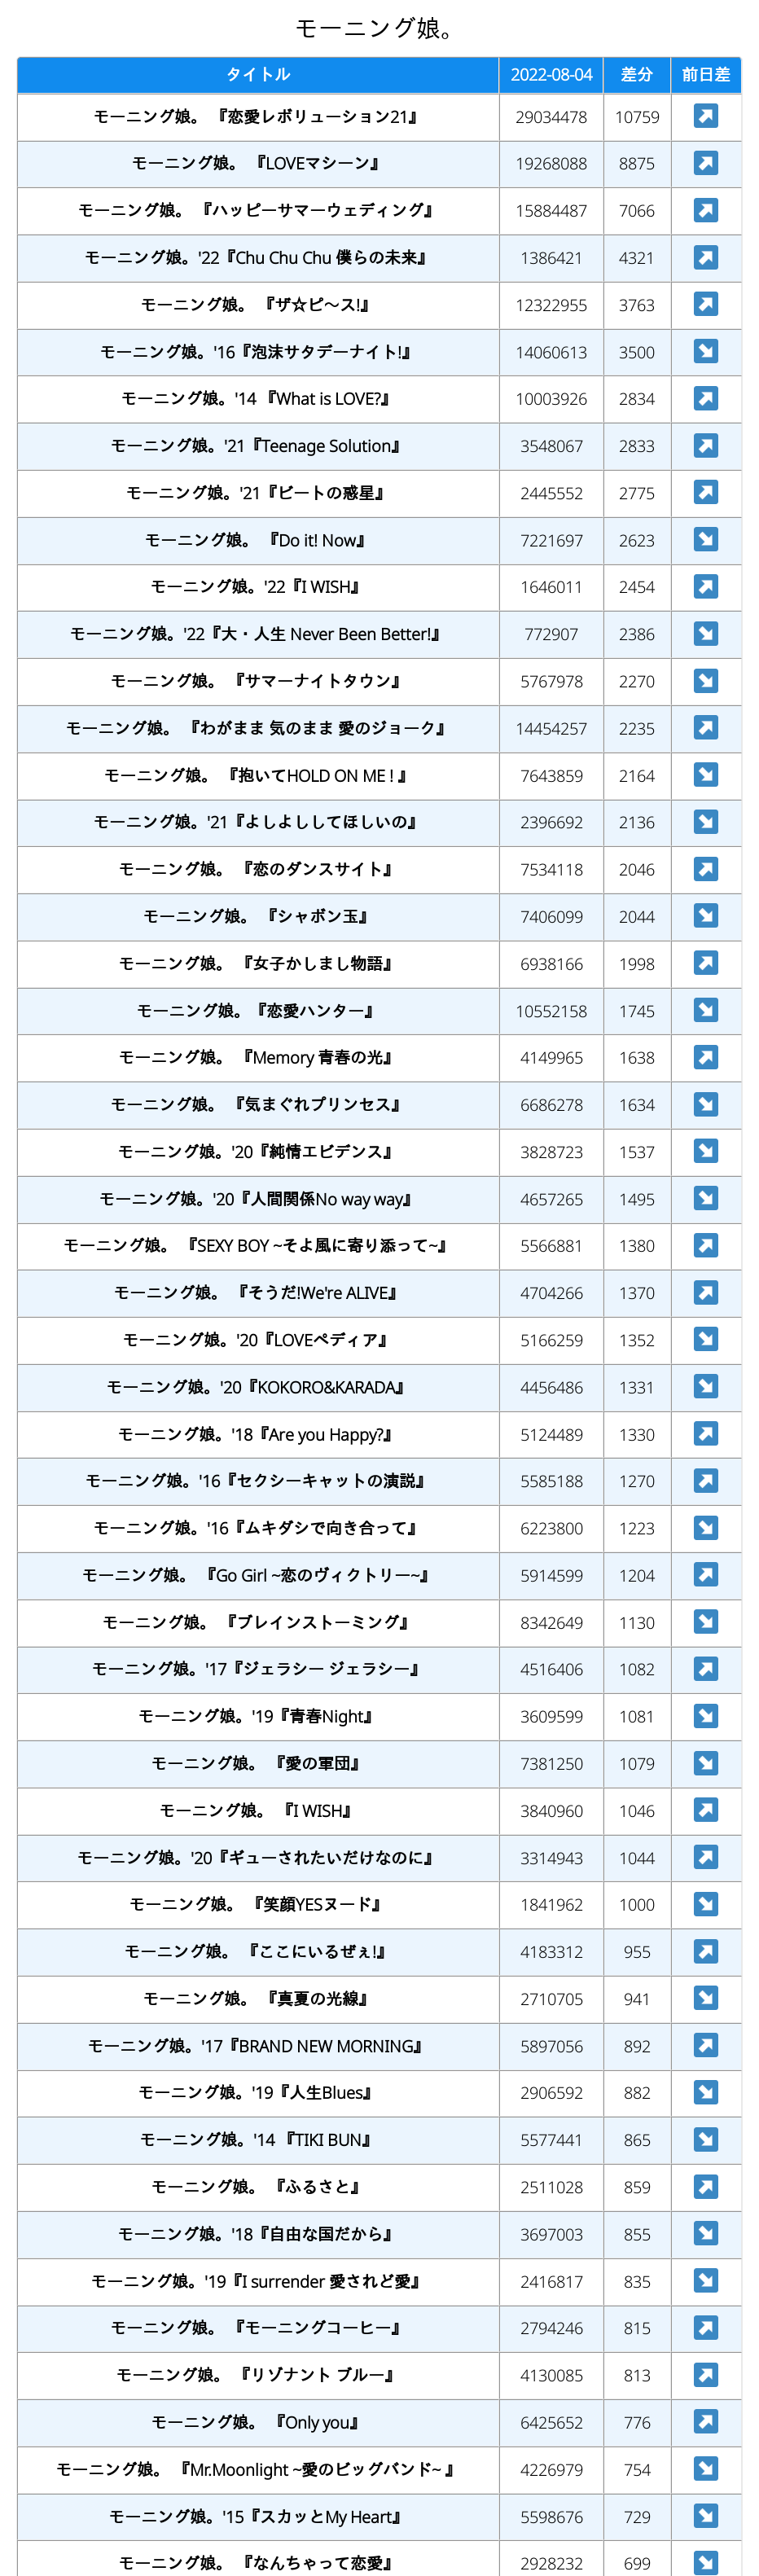 モーニング娘。
タイトル 2022-08-04 差分 前日差
モーニング娘。 『恋愛レボリューション21』 29034478 10759
モーニング娘。 『LOVEマシーン』 19268088 8875
モーニング娘。 『ハッピーサマーウェディング』 15884487 7066
モーニング娘。'22『Chu Chu Chu 僕らの未来』 1386421 4321
モーニング娘。 『ザ☆ピ〜ス!』 12322955 3763
モーニング娘。'16『泡沫サタデーナイト!』 14060613 3500
モーニング娘。'14 『What is LOVE?』 10003926 2834
モーニング娘。'21『Teenage Solution』 3548067 2833
モーニング娘。'21『ビートの惑星』 2445552 2775
モーニング娘。 『Do it! Now』 7221697 2623
モーニング娘。'22『I WISH』 1646011 2454
モーニング娘。'22『大・人生 Never Been Better!』 772907 2386
モーニング娘。 『サマーナイトタウン』 5767978 2270
モーニング娘。 『わがまま 気のまま 愛のジョーク』 14454257 2235
モーニング娘。 『抱いてHOLD ON ME ! 』 7643859 2164
モーニング娘。'21『よしよししてほしいの』 2396692 2136
モーニング娘。 『恋のダンスサイト』 7534118 2046
モーニング娘。 『シャボン玉』 7406099 2044
モーニング娘。 『女子かしまし物語』 6938166 1998
モーニング娘。『恋愛ハンター』 10552158 1745
モーニング娘。 『Memory 青春の光』 4149965 1638
モーニング娘。 『気まぐれプリンセス』 6686278 1634
モーニング娘。'20『純情エビデンス』 3828723 1537
モーニング娘。'20『人間関係No way way』 4657265 1495
モーニング娘。 『SEXY BOY ~そよ風に寄り添って~』 5566881 1380
モーニング娘。 『そうだ!We're ALIVE』 4704266 1370
モーニング娘。'20『LOVEペディア』 5166259 1352
モーニング娘。'20『KOKORO&KARADA』 4456486 1331
モーニング娘。'18『Are you Happy?』 5124489 1330
モーニング娘。'16『セクシーキャットの演説』 5585188 1270
モーニング娘。'16『ムキダシで向き合って』 6223800 1223
モーニング娘。 『Go Girl ~恋のヴィクトリー~』 5914599 1204
モーニング娘。 『ブレインストーミング』 8342649 1130
モーニング娘。'17『ジェラシー ジェラシー』 4516406 1082
モーニング娘。'19『青春Night』 3609599 1081
モーニング娘。 『愛の軍団』 7381250 1079
モーニング娘。 『I WISH』 3840960 1046
モーニング娘。'20『ギューされたいだけなのに』 3314943 1044
モーニング娘。 『笑顔YESヌード』 1841962 1000
モーニング娘。 『ここにいるぜぇ!』 4183312 955
モーニング娘。 『真夏の光線』 2710705 941
モーニング娘。'17『BRAND NEW MORNING』 5897056 892
モーニング娘。'19『人生Blues』 2906592 882
モーニング娘。'14 『TIKI BUN』 5577441 865
モーニング娘。 『ふるさと』 2511028 859
モーニング娘。'18『自由な国だから』 3697003 855
モーニング娘。'19『I surrender 愛されど愛』 2416817 835
モーニング娘。 『モーニングコーヒー』 2794246 815
モーニング娘。 『リゾナント ブルー』 4130085 813
モーニング娘。 『Only you』 6425652 776
モーニング娘。 『Mr.Moonlight ~愛のビッグバンド~ 』 4226979 754
モーニング娘。'15『スカッとMy Heart』 5598676 729
モーニング娘。 『なんちゃって恋愛』 2928232 699